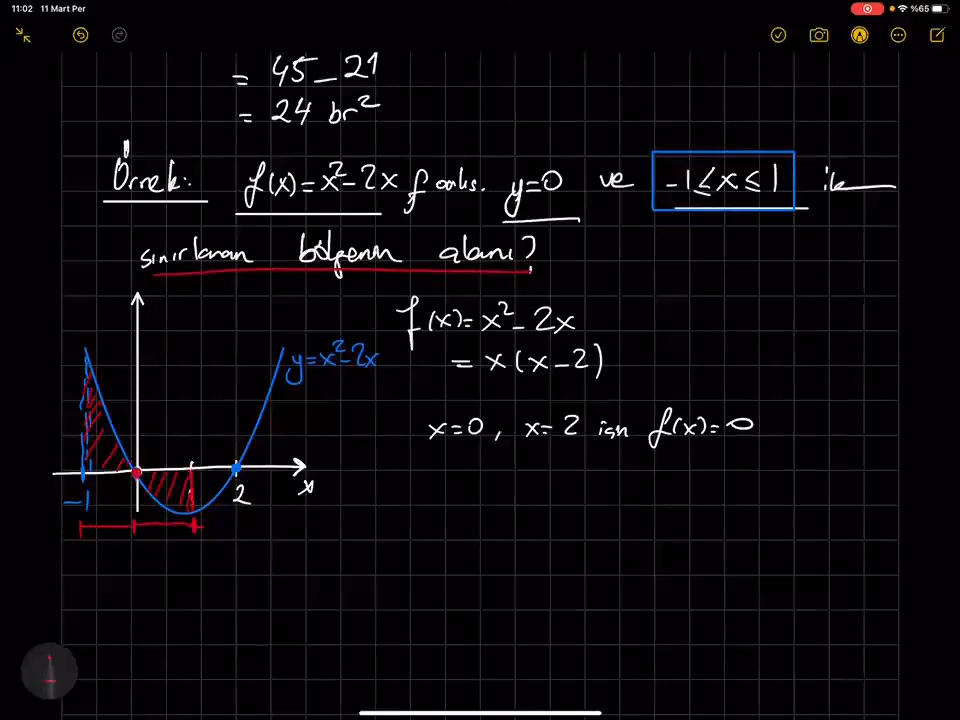 11:02 11 Mart Per %65
= 45 - 21
= 24 br²
Örnek: f(x) = x² - 2x fonks. y=0 ve -1 ≤ x ≤ 1 ile
sınırlanan bölgenin alanı?
f(x) = x² - 2x
= x(x-2)
x=0, x=2 için f(x)=0
y=x²-2x
-1 2 x